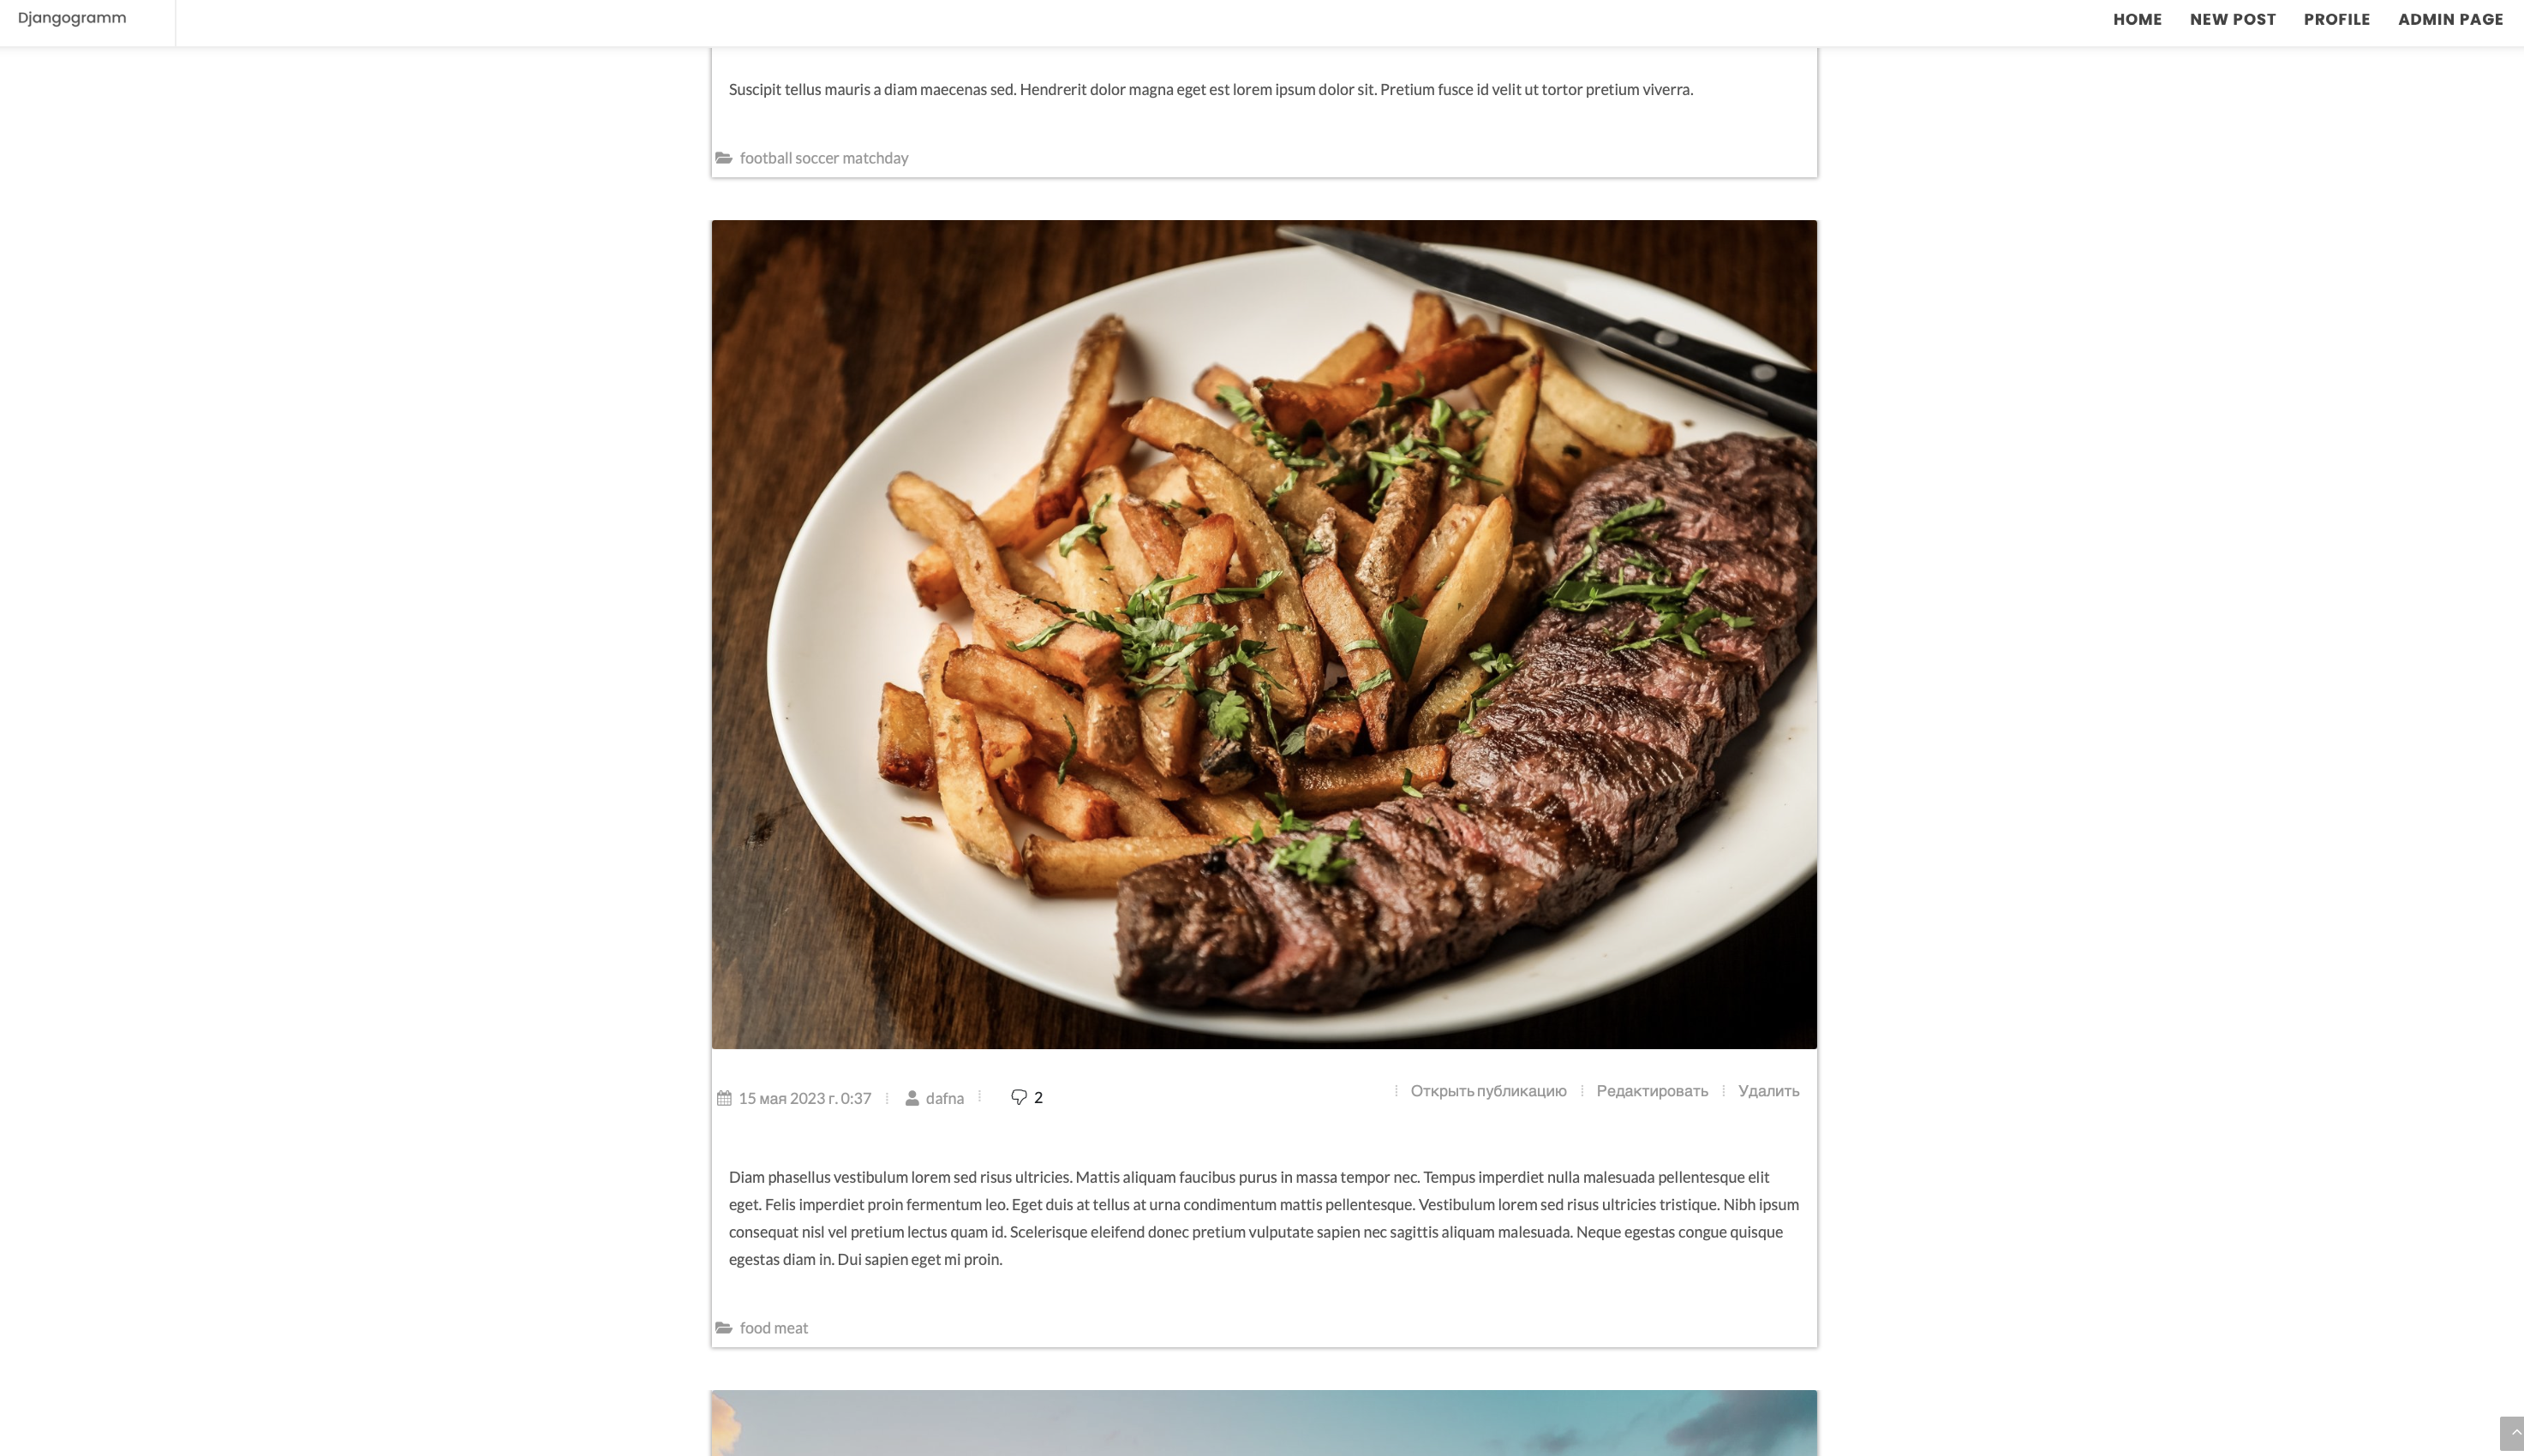 Djangogramm
HOME NEW POST PROFILE ADMIN PAGE
Suscipit tellus mauris a diam maecenas sed. Hendrerit dolor magna eget est lorem ipsum dolor sit. Pretium fusce id velit ut tortor pretium viverra.
football soccer matchday
15 мая 2023 г. 0:37 dafna 2
Открыть публикацию Редактировать Удалить
Diam phasellus vestibulum lorem sed risus ultricies. Mattis aliquam faucibus purus in massa tempor nec. Tempus imperdiet nulla malesuada pellentesque elit
eget. Felis imperdiet proin fermentum leo. Eget duis at tellus at urna condimentum mattis pellentesque. Vestibulum lorem sed risus ultricies tristique. Nibh ipsum
consequat nisl vel pretium lectus quam id. Scelerisque eleifend donec pretium vulputate sapien nec sagittis aliquam malesuada. Neque egestas congue quisque
egestas diam in. Dui sapien eget mi proin.
food meat